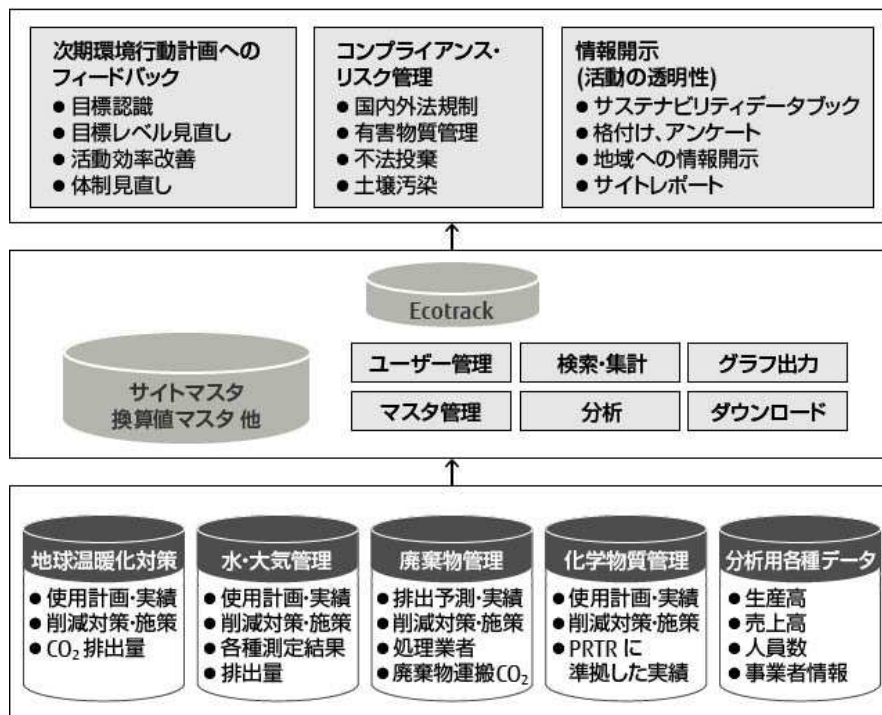 次期環境行動計画への
フィードバック
● 目標認識
● 目標レベル見直し
● 活動効率改善
● 体制見直し
コンプライアンス・
リスク管理
● 国内外法規制
● 有害物質管理
● 不法投棄
● 土壌汚染
情報開示
(活動の透明性)
● サステナビリティデータブック
● 格付け、アンケート
● 地域への情報開示
● サイトレポート
Ecotrack
サイトマスタ
換算値マスタ 他
ユーザー管理
検索・集計
グラフ出力
マスタ管理
分析
ダウンロード
地球温暖化対策
● 使用計画・実績
● 削減対策・施策
● CO₂ 排出量
水・大気管理
● 使用計画・実績
● 削減対策・施策
● 各種測定結果
● 排出量
廃棄物管理
● 排出予測・実績
● 削減対策・施策
● 処理業者
● 廃棄物運搬CO₂
化学物質管理
● 使用計画・実績
● 削減対策・施策
● PRTR に
準拠した実績
分析用各種データ
● 生産高
● 売上高
● 人員数
● 事業者情報